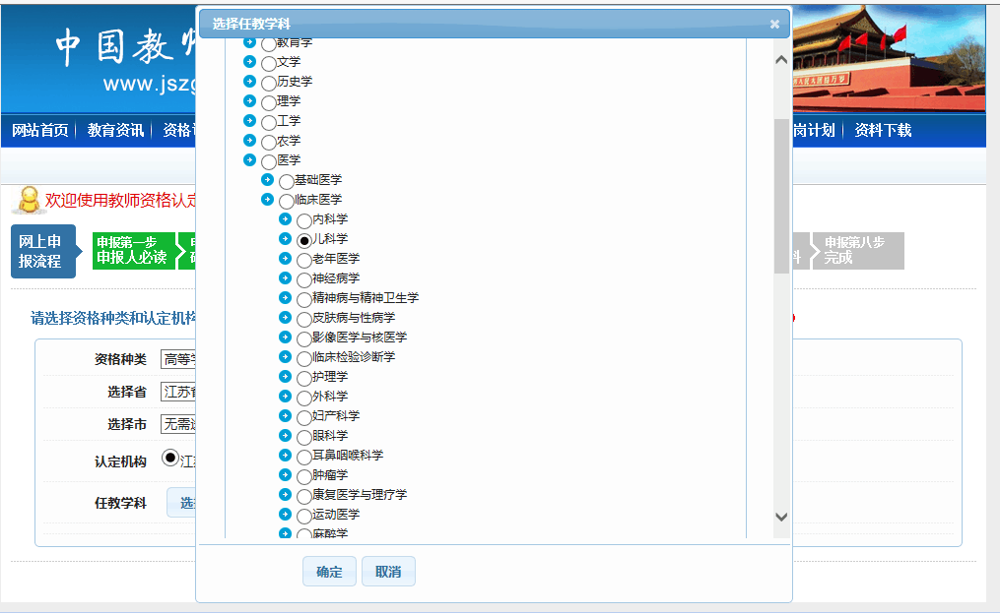 中国教师
www.jszg
选择任教学科
网站首页
教育资讯
资格
岗计划
资料下载
欢迎使用教师资格认定
网上申
报流程
申报第一步
申报人必读
申报第八步
完成
请选择资格种类和认定机构
资格种类
高等学
选择省
江苏省
选择市
无需选
认定机构
江苏
任教学科
选择
教育学
文学
历史学
理学
工学
农学
医学
基础医学
临床医学
内科学
儿科学
老年医学
神经病学
精神病与精神卫生学
皮肤病与性病学
影像医学与核医学
临床检验诊断学
护理学
外科学
妇产科学
眼科学
耳鼻咽喉科学
肿瘤学
康复医学与理疗学
运动医学
麻醉学
确定
取消